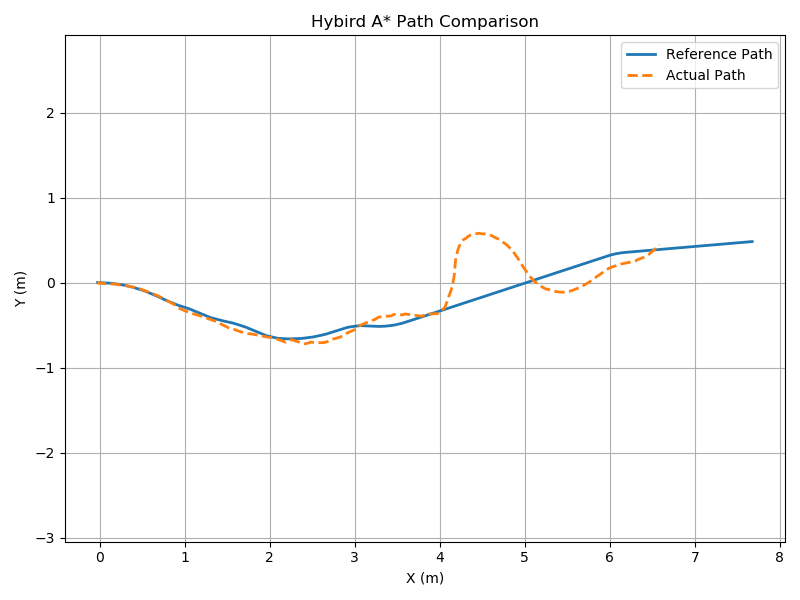 Hybird A* Path Comparison
Reference Path
Actual Path
Y (m)
2
1
0
−1
−2
−3
0 1 2 3 4 5 6 7 8
X (m)